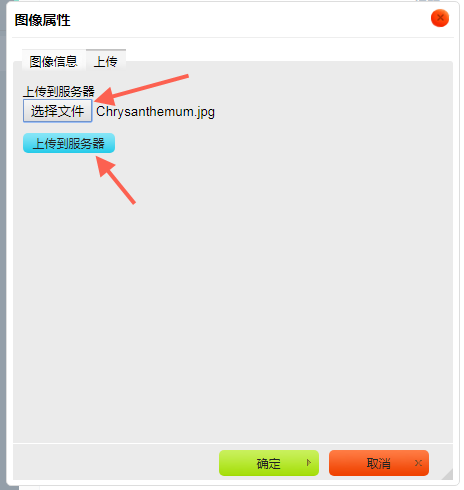 图像属性
图像信息 上传
上传到服务器
选择文件 Chrysanthemum.jpg
上传到服务器
确定 取消